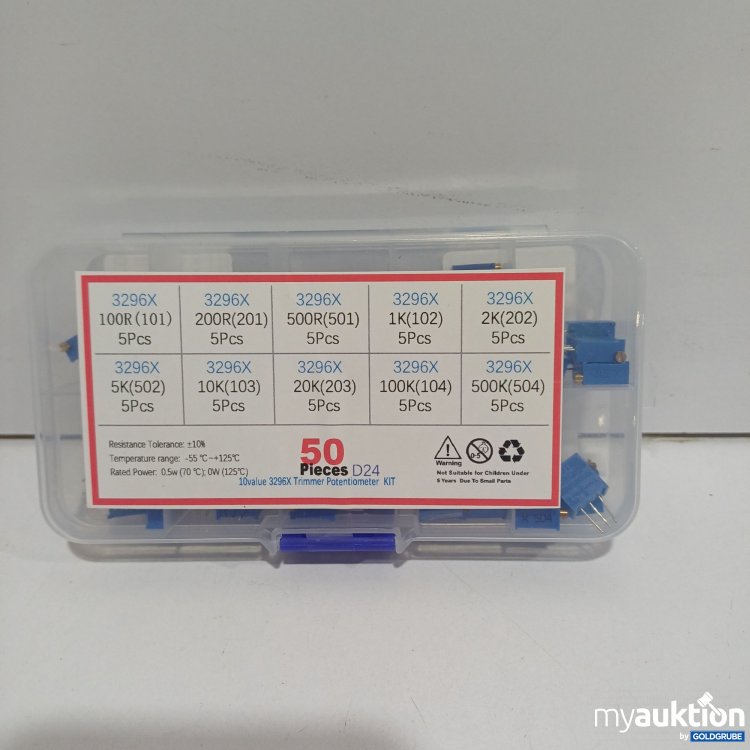 3296X 3296X 3296X 3296X 3296X
100R(101) 200R(201) 500R(501) 1K(102) 2K(202)
5Pcs 5Pcs 5Pcs 5Pcs 5Pcs
3296X 3296X 3296X 3296X 3296X
5K(502) 10K(103) 20K(203) 100K(104) 500K(504)
5Pcs 5Pcs 5Pcs 5Pcs 5Pcs
Resistance Tolerance: ±10%
Temperature range: -55 ℃~+125℃
Rated Power: 0.5w (70 ℃); 0W (125℃)
50
Pieces D24
10value 3296X Trimmer Potentiometer KIT
0-5
Warning
Not Suitable for Children Under
5 Years Due To Small Parts
X 504
myauktion
by GOLDGRUBE